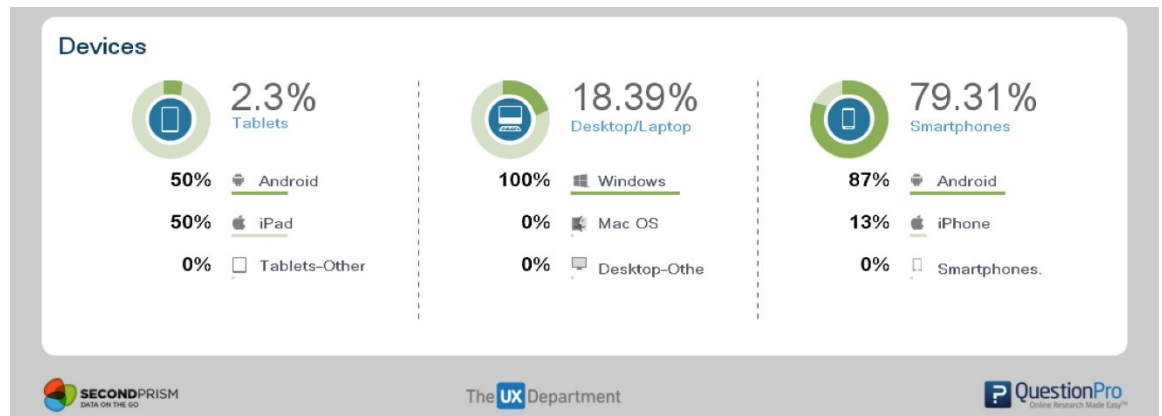 Devices
2.3%
Tablets
50% Android
50% iPad
0% Tablets-Other
18.39%
Desktop/Laptop
100% Windows
0% Mac OS
0% Desktop-Othe
79.31%
Smartphones
87% Android
13% iPhone
0% Smartphones.
SECONDPRISM
DATA ON THE GO
The UX Department
QuestionPro
Online Research Made Easy™